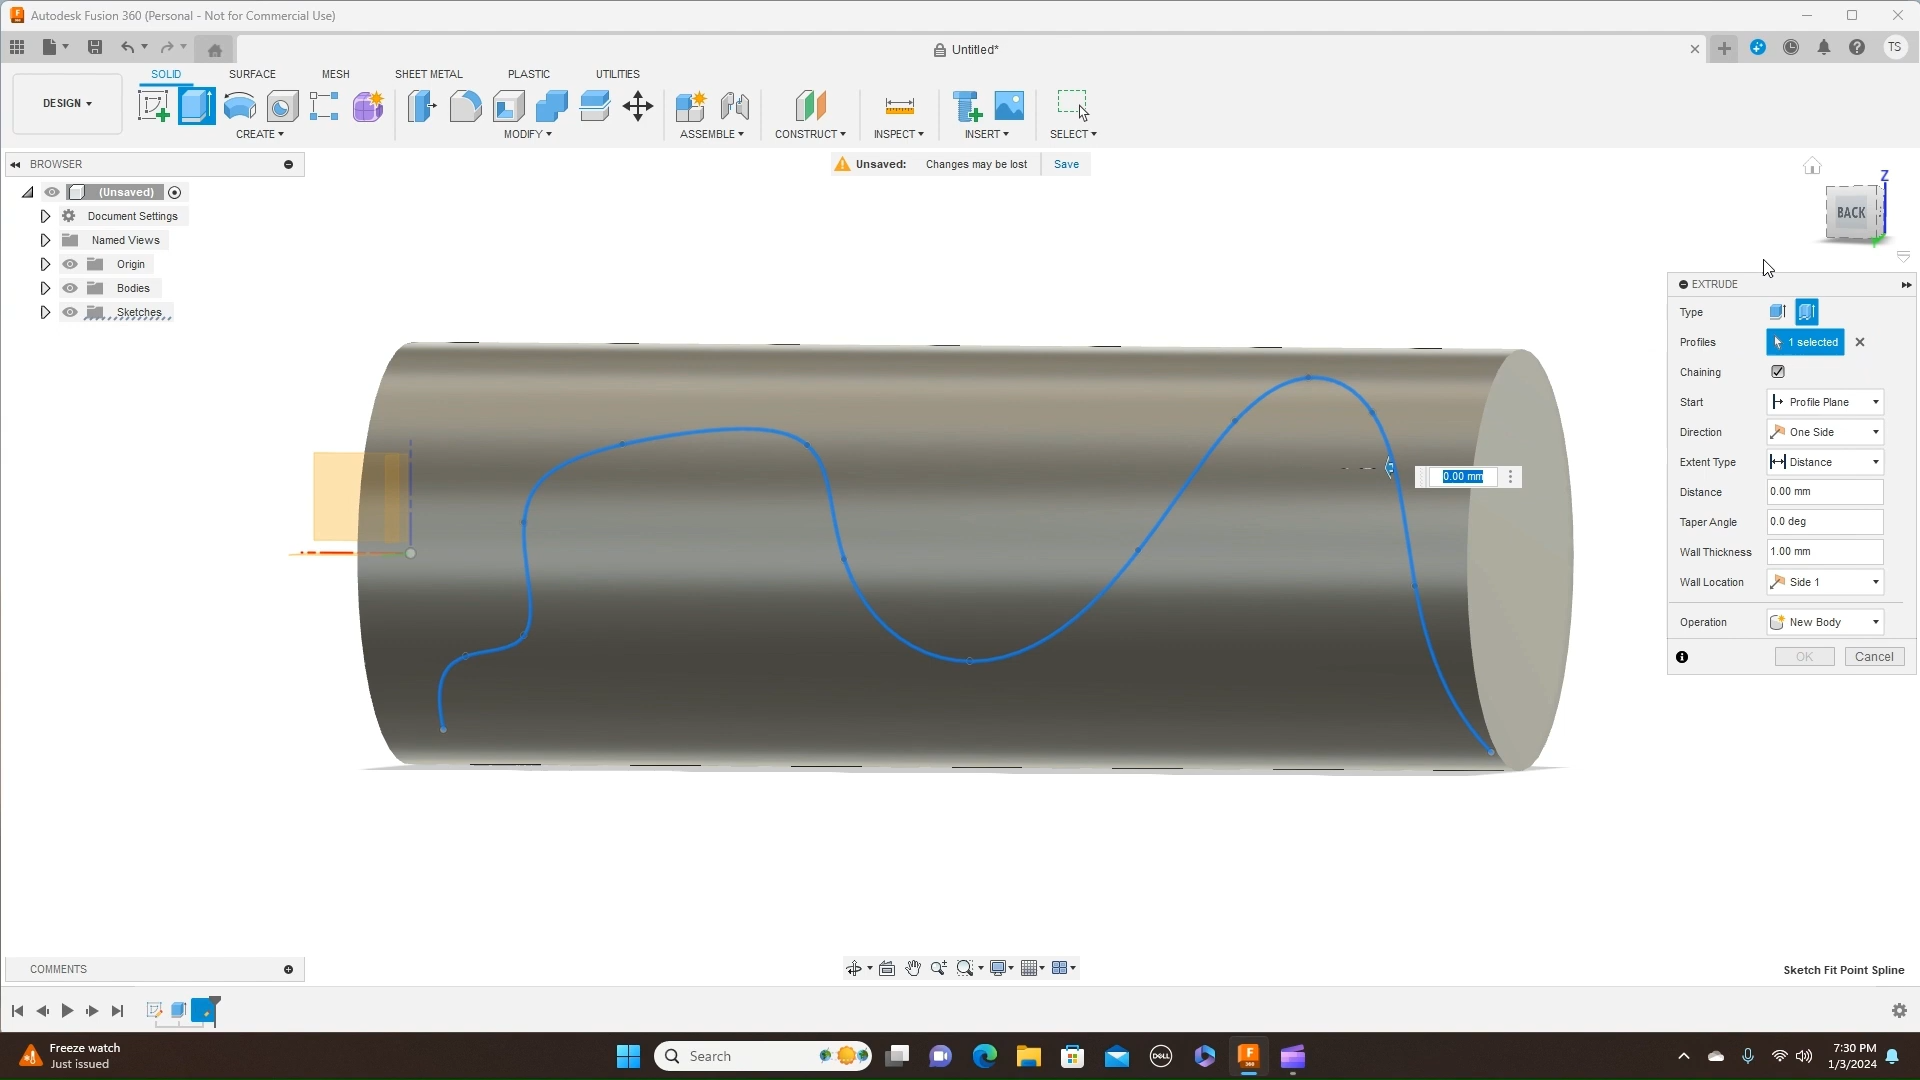 Autodesk Fusion 360 (Personal - Not for Commercial Use)
Untitled*
TS
DESIGN
SOLID
SURFACE
MESH
SHEET METAL
PLASTIC
UTILITIES
CREATE
MODIFY
ASSEMBLE
CONSTRUCT
INSPECT
INSERT
SELECT
BROWSER
Unsaved: Changes may be lost Save
(Unsaved)
Document Settings
Named Views
Origin
Bodies
Sketches
Z
BACK
EXTRUDE
Type
Profiles 1 selected
Chaining
Start Profile Plane
Direction One Side
Extent Type Distance
Distance 0.00 mm
Taper Angle 0.0 deg
Wall Thickness 1.00 mm
Wall Location Side 1
Operation New Body
OK Cancel
0.00 mm
COMMENTS
Sketch Fit Point Spline
Freeze watch
Just issued
Search
DELL
F
360
7:30 PM
1/3/2024